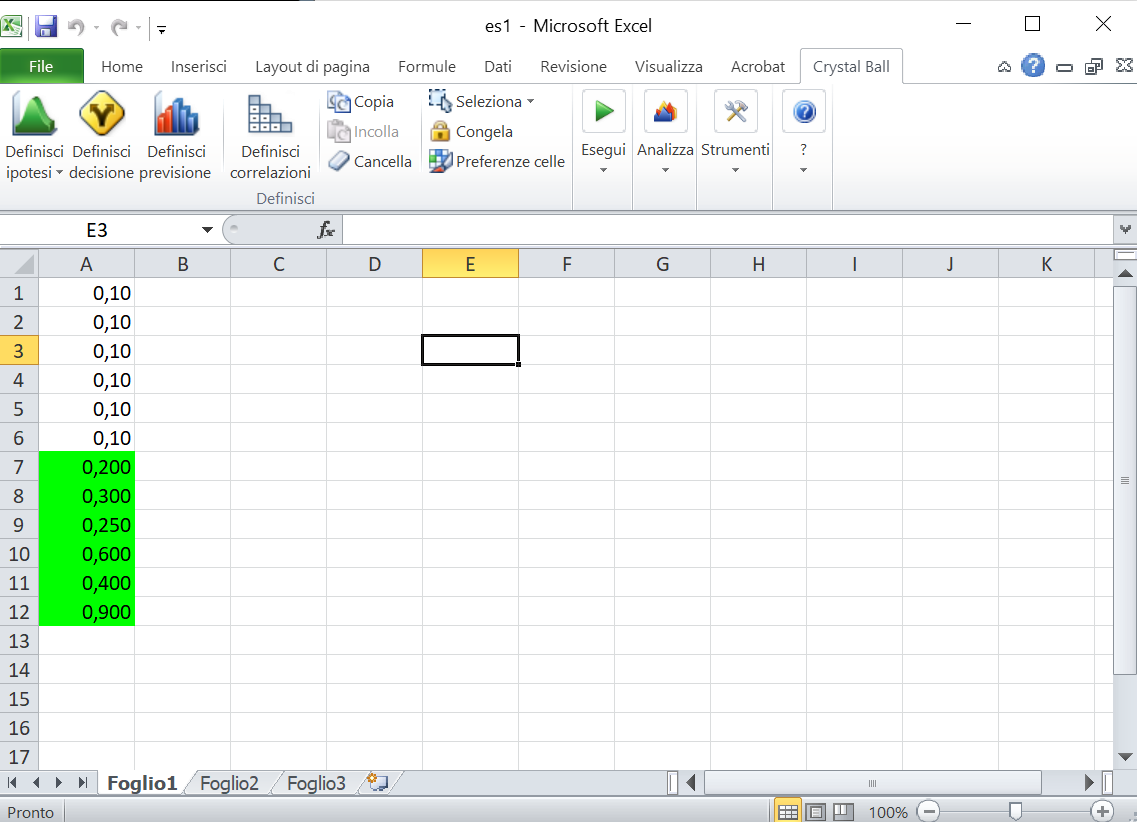 es1 - Microsoft Excel
File Home Inserisci Layout di pagina Formule Dati Revisione Visualizza Acrobat Crystal Ball ?
Definisci ipotesi
Definisci decisione
Definisci previsione
Definisci correlazioni
Copia
Incolla
Cancella
Seleziona
Congela
Preferenze celle
Definisci
Esegui
Analizza
Strumenti
?
?
E3 fx
A B C D E F G H I J K
1 0,10
2 0,10
3 0,10
4 0,10
5 0,10
6 0,10
7 0,200
8 0,300
9 0,250
10 0,600
11 0,400
12 0,900
13
14
15
16
17
Foglio1 Foglio2 Foglio3
Pronto 100%